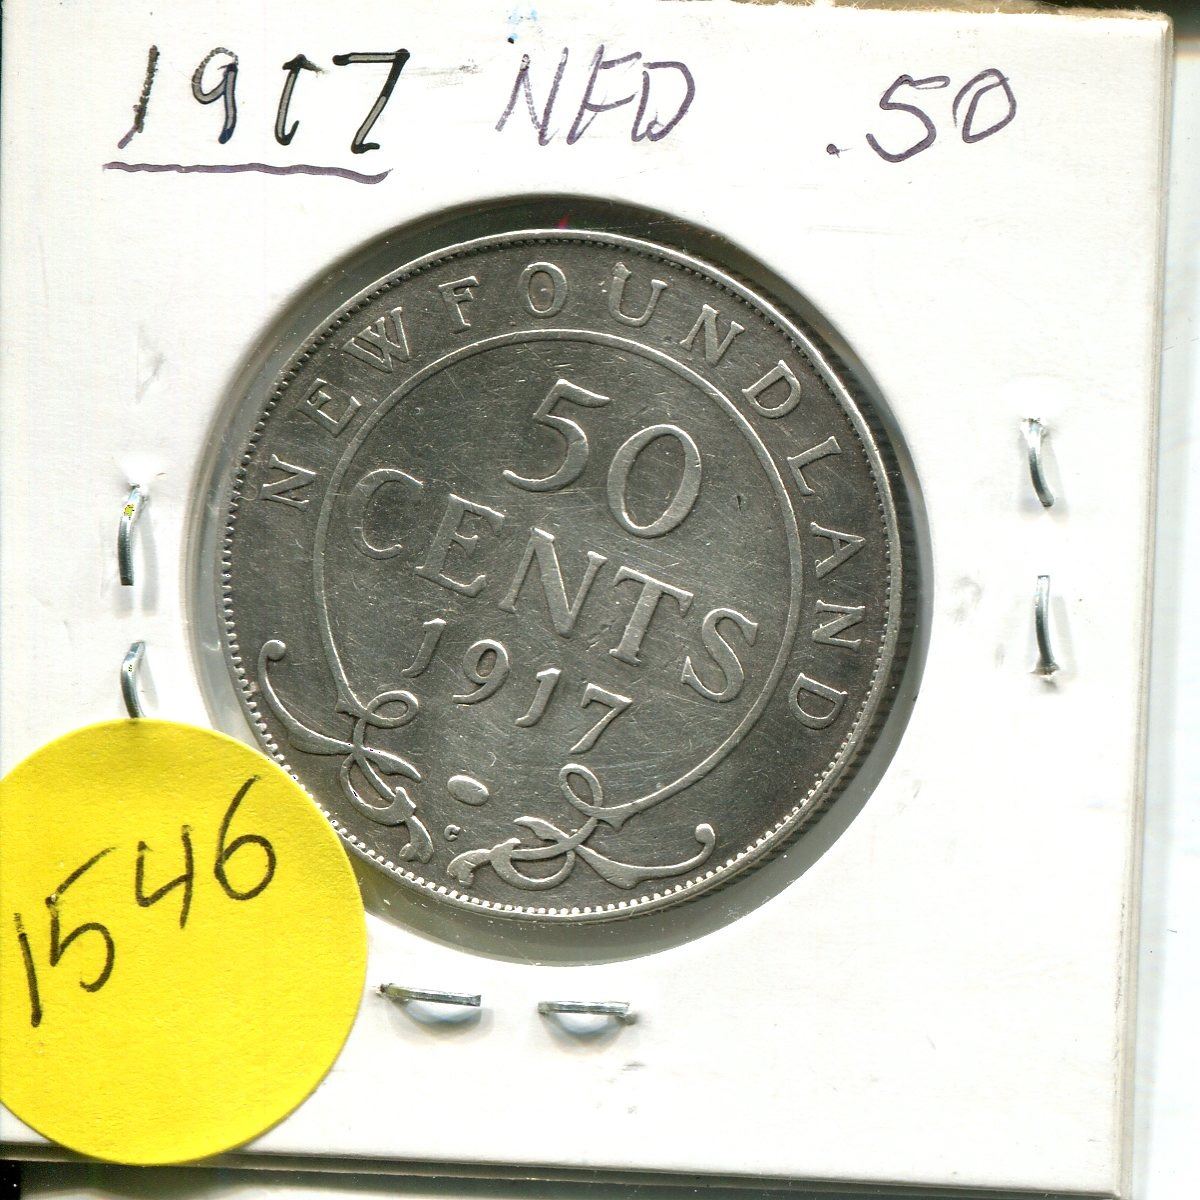 1917 NFD .50
NEWFOUNDLAND
50
CENTS
1917
C
1546